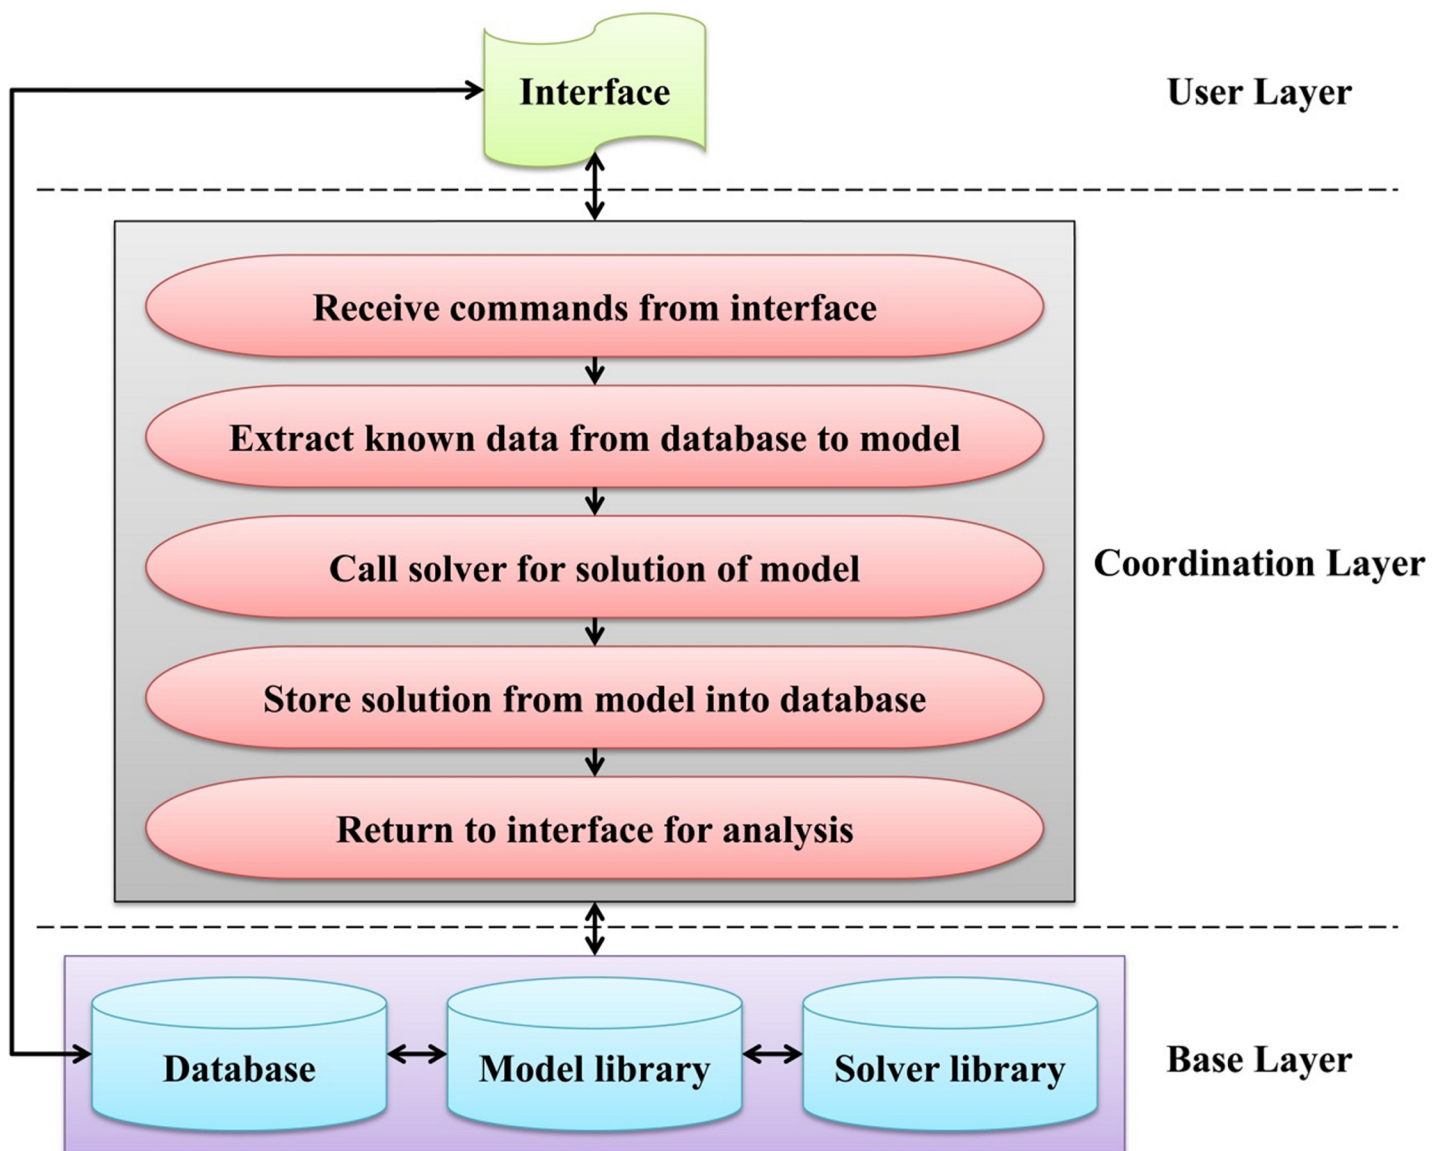 Interface
User Layer
Receive commands from interface
Extract known data from database to model
Call solver for solution of model
Coordination Layer
Store solution from model into database
Return to interface for analysis
Database
Model library
Solver library
Base Layer